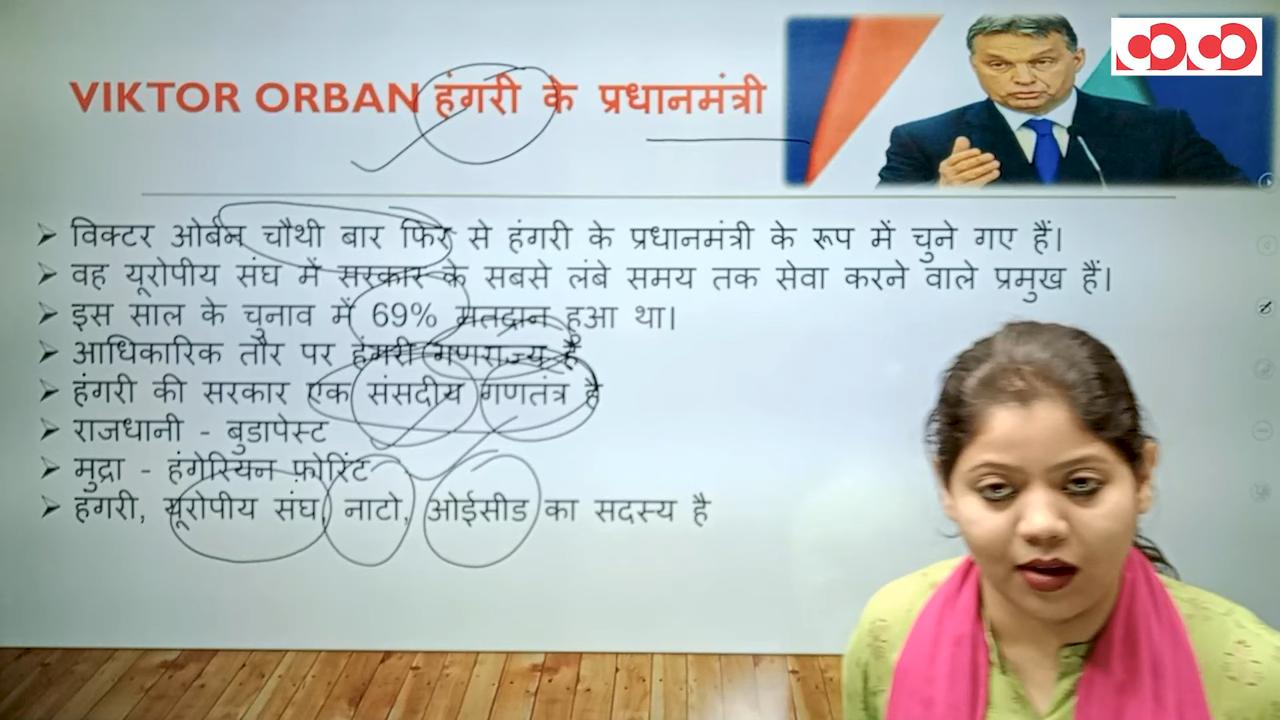 VIKTOR ORBAN हंगरी के प्रधानमंत्री
➢ विक्टर ओर्बन चौथी बार फिर से हंगरी के प्रधानमंत्री के रूप में चुने गए हैं।
➢ वह यूरोपीय संघ में सरकार के सबसे लंबे समय तक सेवा करने वाले प्रमुख हैं।
➢ इस साल के चुनाव में 69% मतदान हुआ था।
➢ आधिकारिक तौर पर हंगरी गणराज्य है
➢ हंगरी की सरकार एक संसदीय गणतंत्र है
➢ राजधानी - बुडापेस्ट
➢ मुद्रा - हंगेरियन फ़ोरिंट
➢ हंगरी, यूरोपीय संघ, नाटो, ओईसीड का सदस्य है